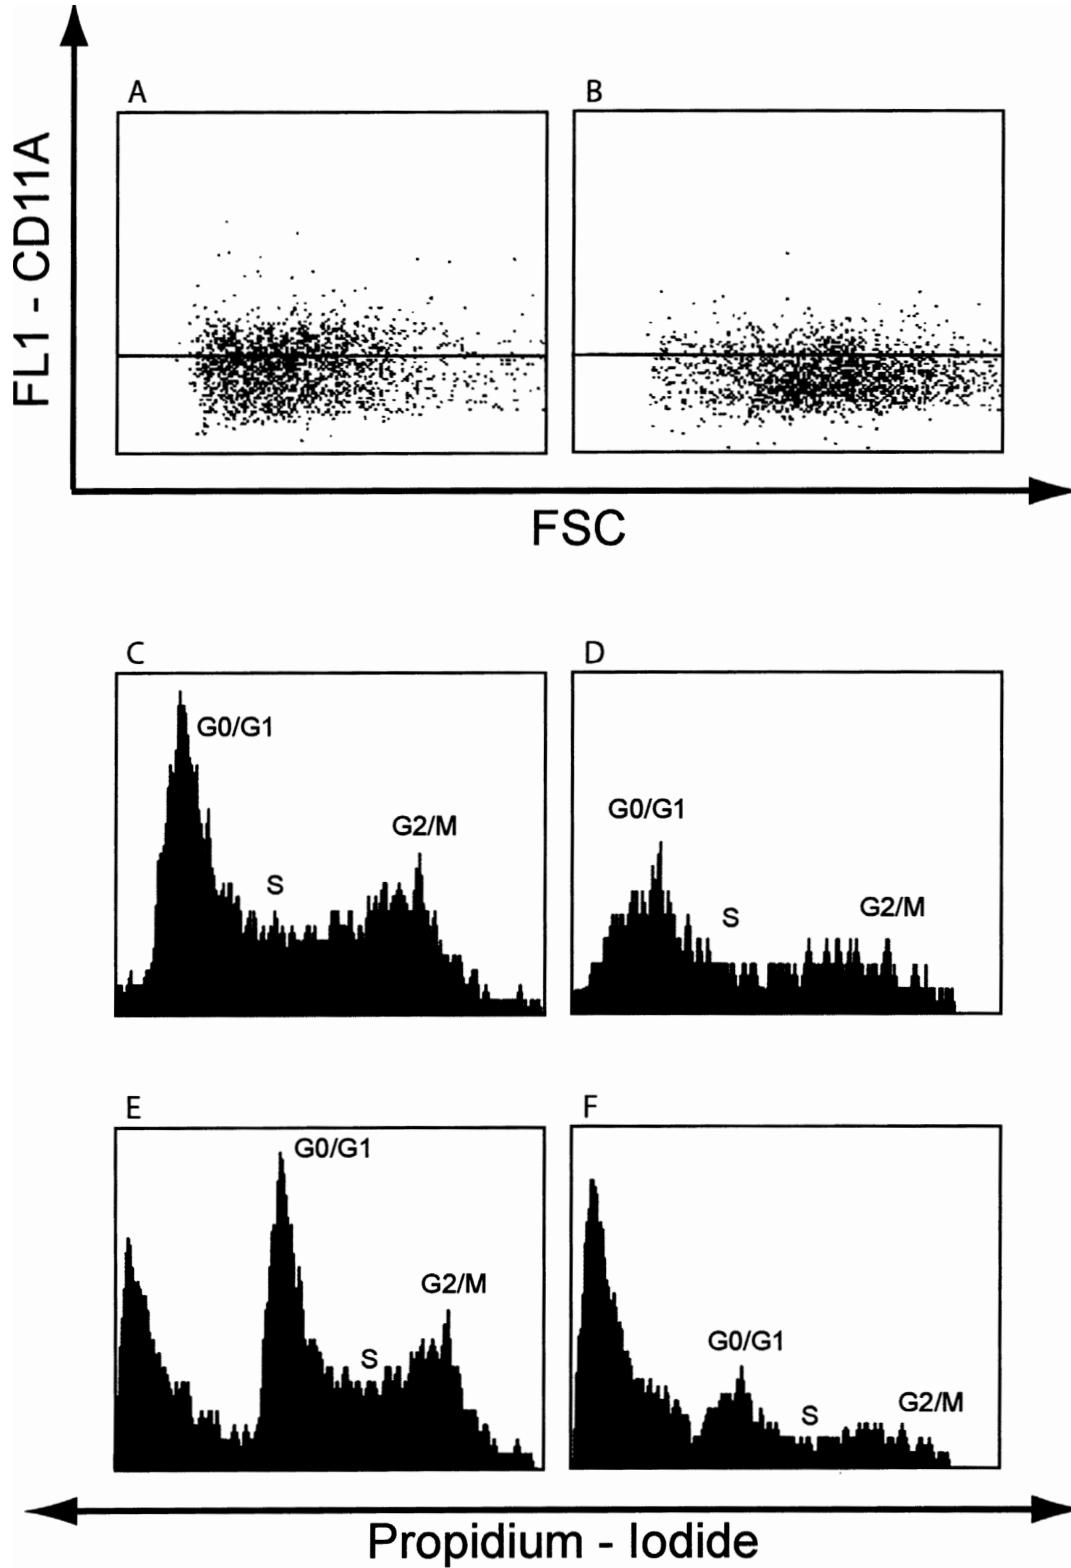 A
B
FL1 - CD11A
FSC
C
D
G0/G1
S
G2/M
G0/G1
S
G2/M
E
F
G0/G1
S
G2/M
G0/G1
S
G2/M
Propidium - Iodide